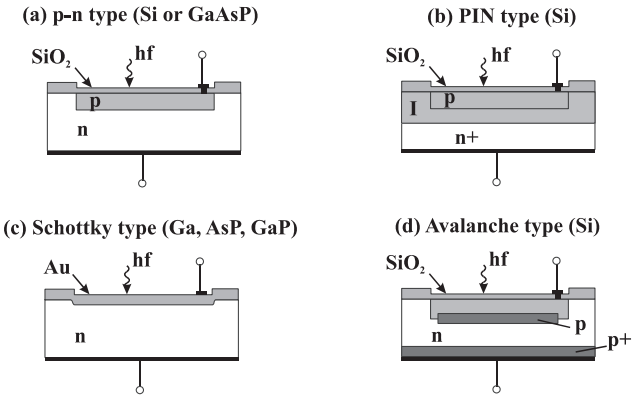 (a) p-n type (Si or GaAsP)
SiO2
hf
p
n
(b) PIN type (Si)
SiO2
hf
p
I
n+
(c) Schottky type (Ga, AsP, GaP)
Au
hf
n
(d) Avalanche type (Si)
SiO2
hf
p
n
p+